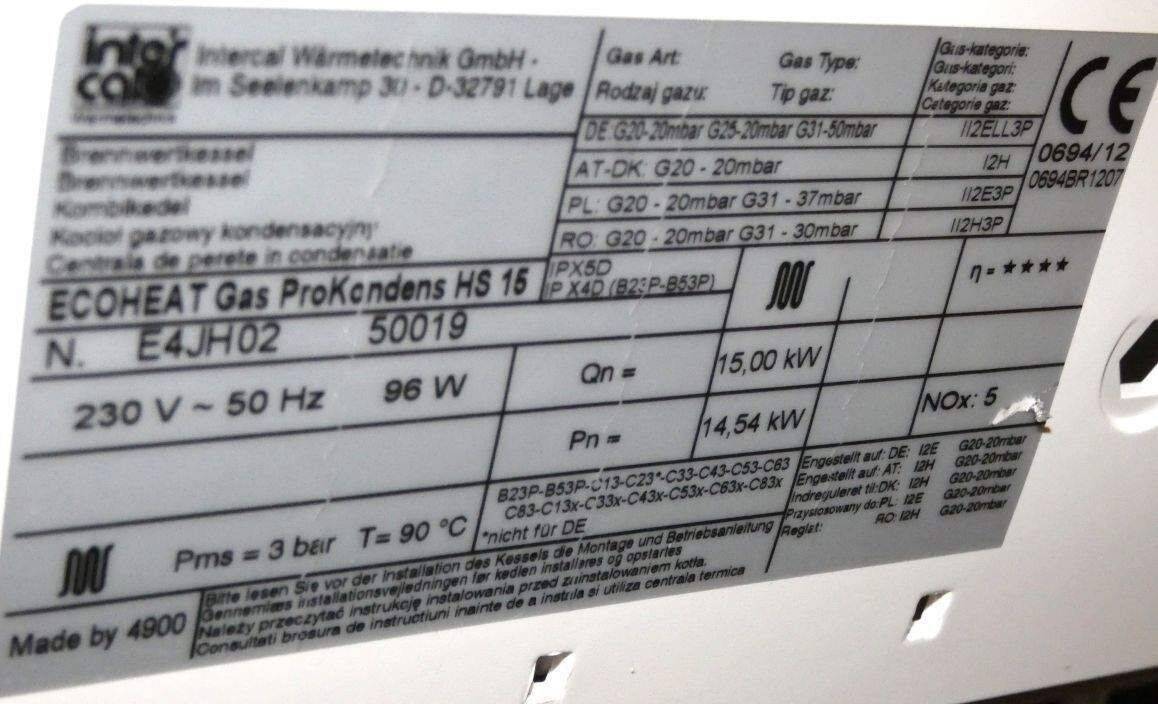 inter
cal
Wärmetechnik
Intercal Wärmetechnik GmbH -
Im Seelenkamp 30 - D-32791 Lage
Brennwertkessel
Brennwertkessel
Kombikedel
Kocioł gazowy kondensacyjny
Centrala de perete in condensatie
Gas Art: Gas Type:
Rodzaj gazu: Tip gaz:
Gas-kategorie:
Gas-kategori:
Kategoria gaz:
Categorie gaz:
DE: G20-20mbar G25-20mbar G31-50mbar II2ELL3P
AT-DK: G20 - 20mbar I2H
PL: G20 - 20mbar G31 - 37mbar II2E3P
RO: G20 - 20mbar G31 - 30mbar II2H3P
CE
0694/12
0694BR1207
ECOHEAT Gas ProKondens HS 15
IPX5D
IP X4D (B23P-B53P)
η = ****
N. E4JH02 50019
230 V ~ 50 Hz 96 W
Qn = 15,00 kW
Pn = 14,54 kW
NOx: 5
B23P-B53P-C13-C23*-C33-C43-C53-C63
C83-C13x-C33x-C43x-C53x-C63x-C83x
*nicht für DE
Engestellt auf: DE: I2E G20-20mbar
Engestellt auf: AT: I2H G20-20mbar
Indreguleret til:DK: I2H G20-20mbar
Przystosowany do:PL: I2E G20-20mbar
Reglat: RO: I2H G20-20mbar
Pms = 3 bar T= 90 °C
Made by 4900
Bitte lesen Sie vor der Installation des Kessels die Montage und Betriebsanleitung
Gennemlæs installationsvejledningen før kedlen installares og opstartes
Należy przeczytać instrukcję instalowania przed zainstalowaniem kotła.
Consultati brosura de instructiuni inainte de a instala si utiliza centrala termica